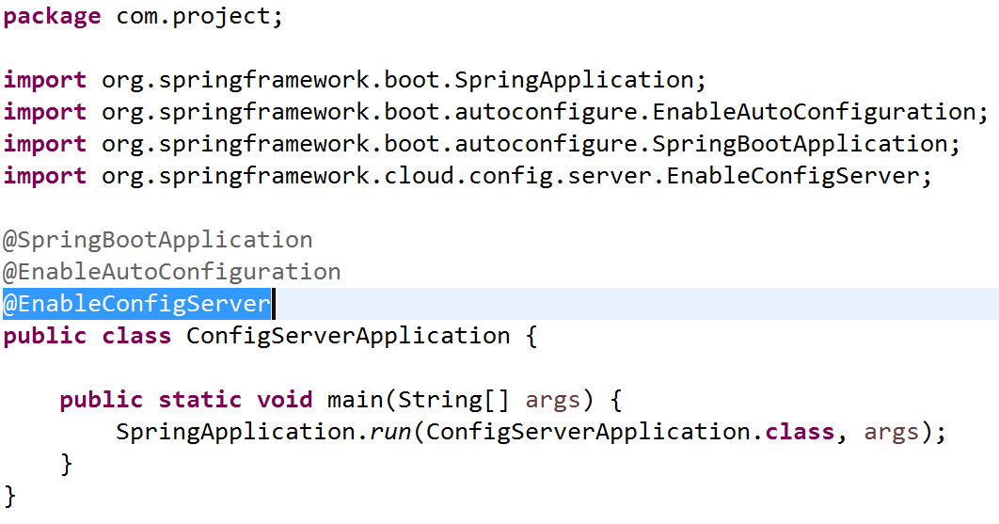 package com.project;
import org.springframework.boot.SpringApplication;
import org.springframework.boot.autoconfigure.EnableAutoConfiguration;
import org.springframework.boot.autoconfigure.SpringBootApplication;
import org.springframework.cloud.config.server.EnableConfigServer;
@SpringBootApplication
@EnableAutoConfiguration
@EnableConfigServer
public class ConfigServerApplication {
public static void main(String[] args) {
SpringApplication.run(ConfigServerApplication.class, args);
}
}